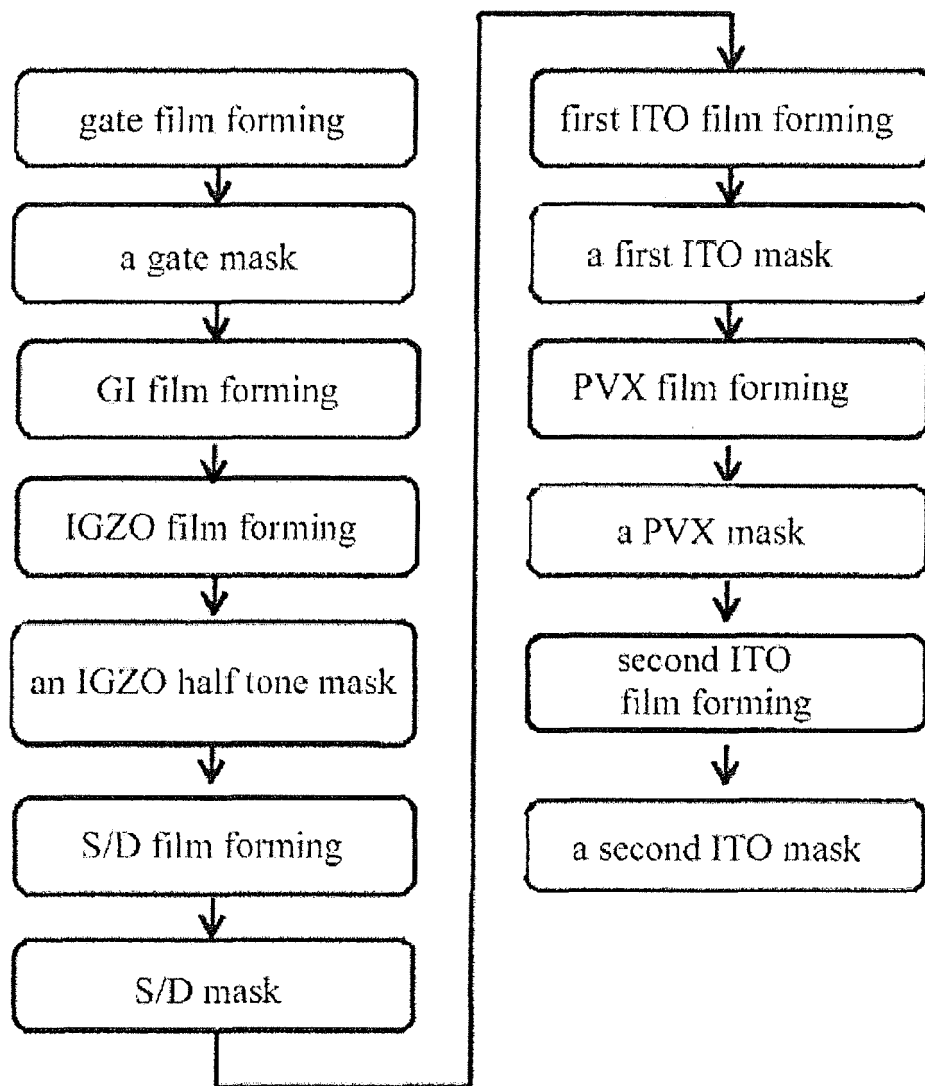 gate film forming
a gate mask
GI film forming
IGZO film forming
an IGZO half tone mask
S/D film forming
S/D mask
first ITO film forming
a first ITO mask
PVX film forming
a PVX mask
second ITO
film forming
a second ITO mask